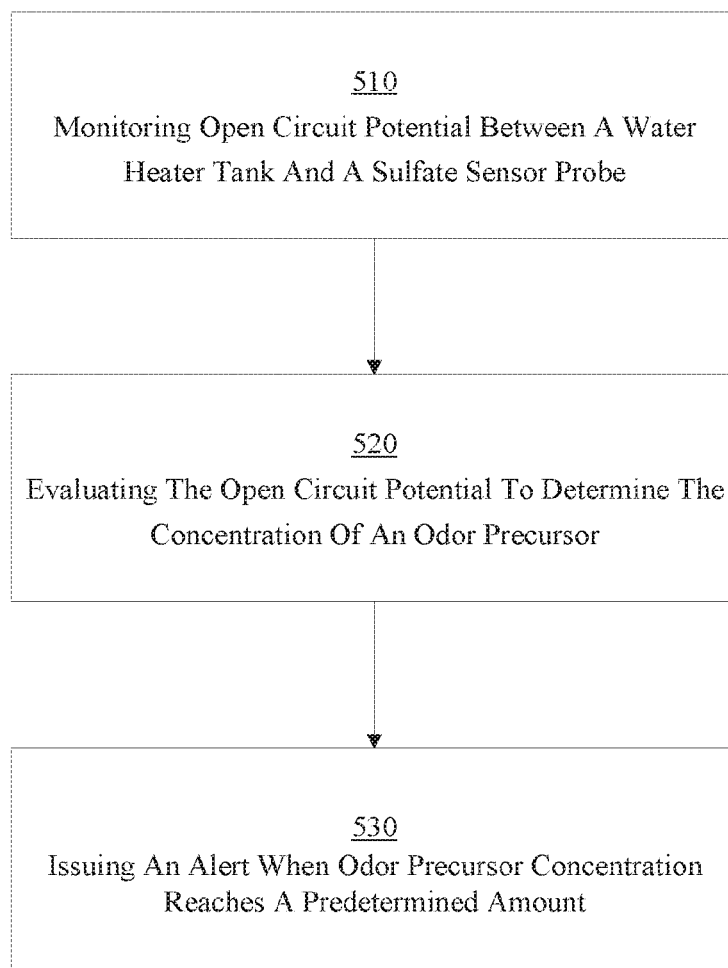 510
Monitoring Open Circuit Potential Between A Water
Heater Tank And A Sulfate Sensor Probe
520
Evaluating The Open Circuit Potential To Determine The
Concentration Of An Odor Precursor
530
Issuing An Alert When Odor Precursor Concentration
Reaches A Predetermined Amount